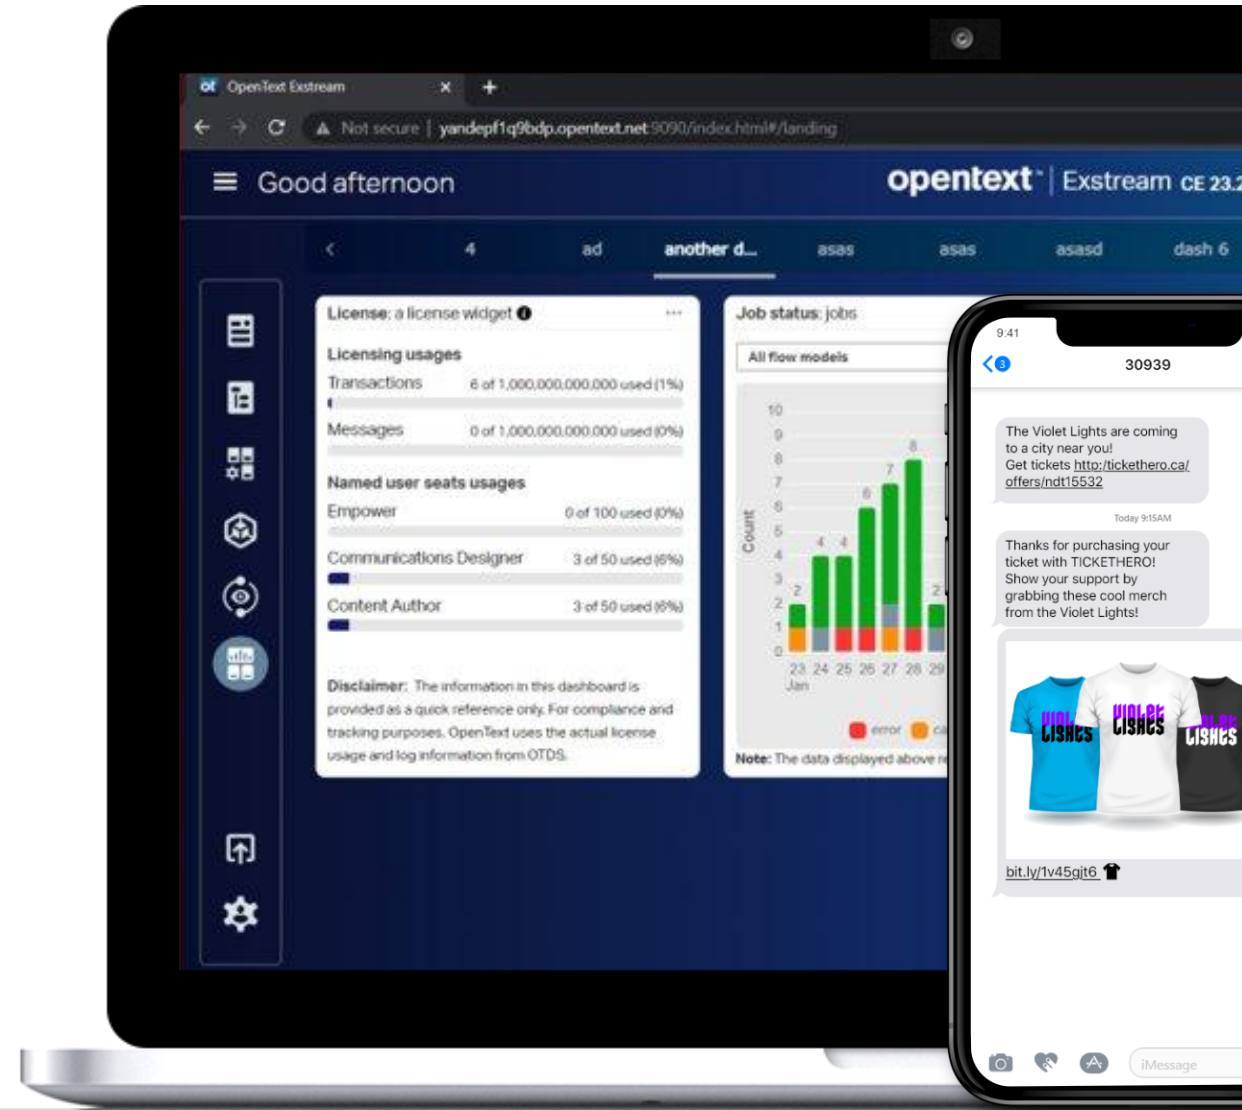 OpenText Exstream
Not secure | yandepf1q9bdp.opentext.net:9090/index.html#/landing
Good afternoon
opentext™ | Exstream CE 23.2
4 ad another d... asas asas asasd dash 6
License: a license widget
Licensing usages
Transactions 6 of 1,000,000,000,000 used (1%)
Messages 0 of 1,000,000,000,000 used (0%)
Named user seats usages
Empower 0 of 100 used (0%)
Communications Designer 3 of 50 used (6%)
Content Author 3 of 50 used (6%)
Disclaimer: The information in this dashboard is
provided as a quick reference only. For compliance and
tracking purposes, OpenText uses the actual license
usage and log information from OTDS.
Job status: jobs
All flow models
10
9
8
7
6
5
4
3
2
1
0
Count
2 4 4 6 7 8 2
23 24 25 26 27 28 29
Jan
error
Note: The data displayed above
9:41
3
30939
The Violet Lights are coming
to a city near you!
Get tickets http:/tickethero.ca/
offers/ndt15532
Today 9:15AM
Thanks for purchasing your
ticket with TICKETHERO!
Show your support by
grabbing these cool merch
from the Violet Lights!
VIOLET
LIGHTS
bit.ly/1v45gjt6
iMessage